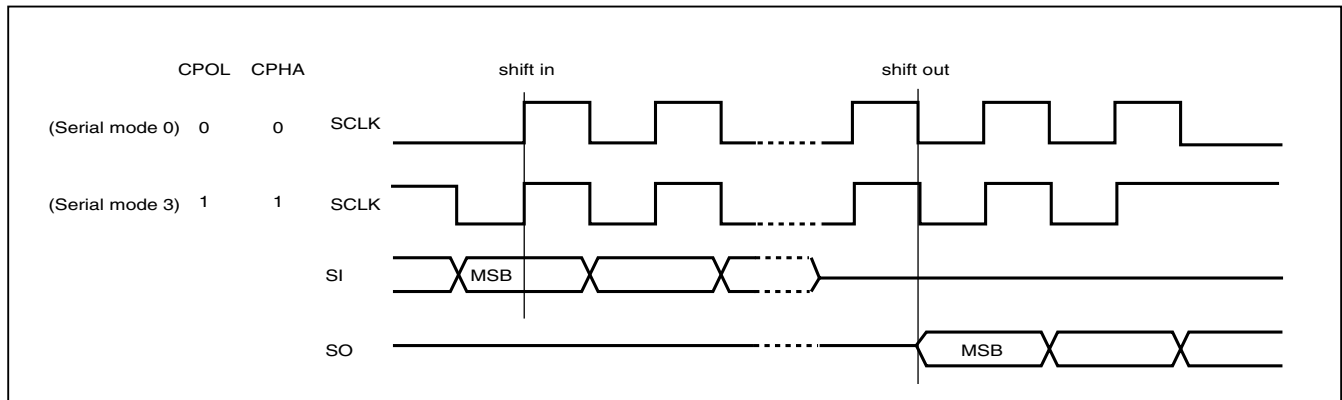 CPOL CPHA shift in shift out
(Serial mode 0) 0 0 SCLK
(Serial mode 3) 1 1 SCLK
SI MSB
SO MSB